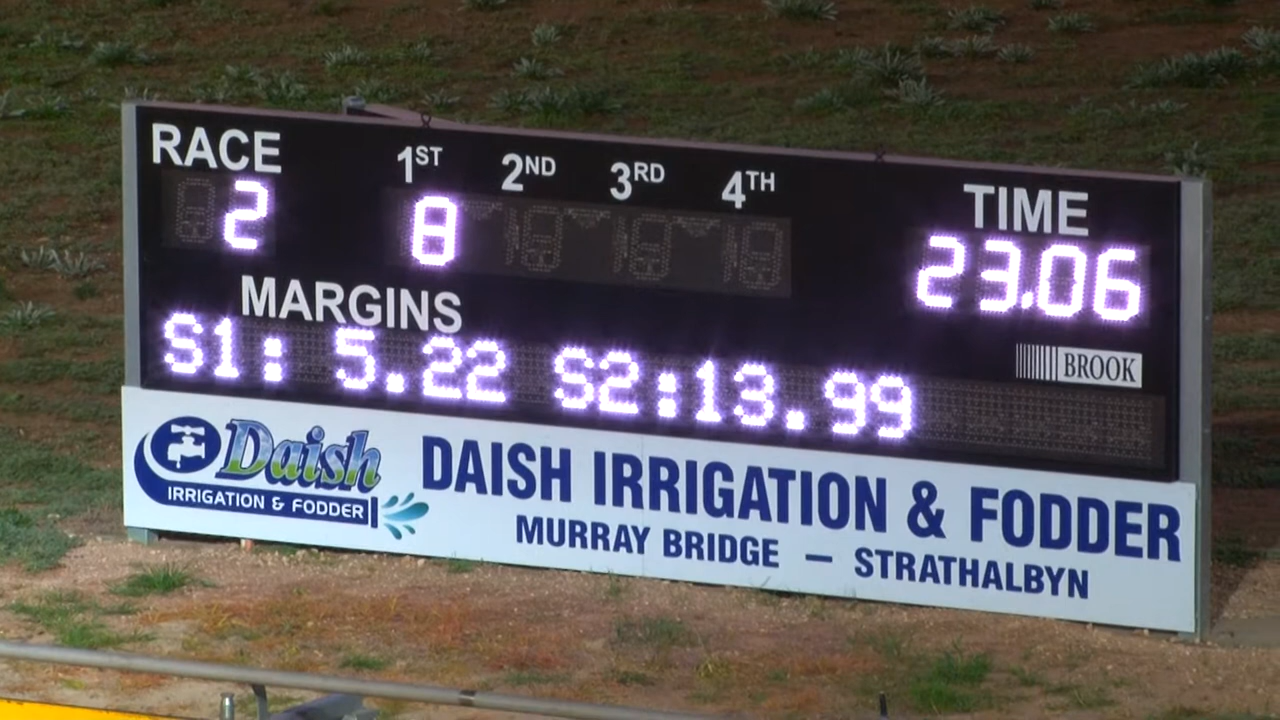 RACE 1ST 2ND 3RD 4TH TIME
2 8 23.06
MARGINS
S1: 5.22 S2:13.99
BROOK
Daish
IRRIGATION & FODDER
DAISH IRRIGATION & FODDER
MURRAY BRIDGE – STRATHALBYN